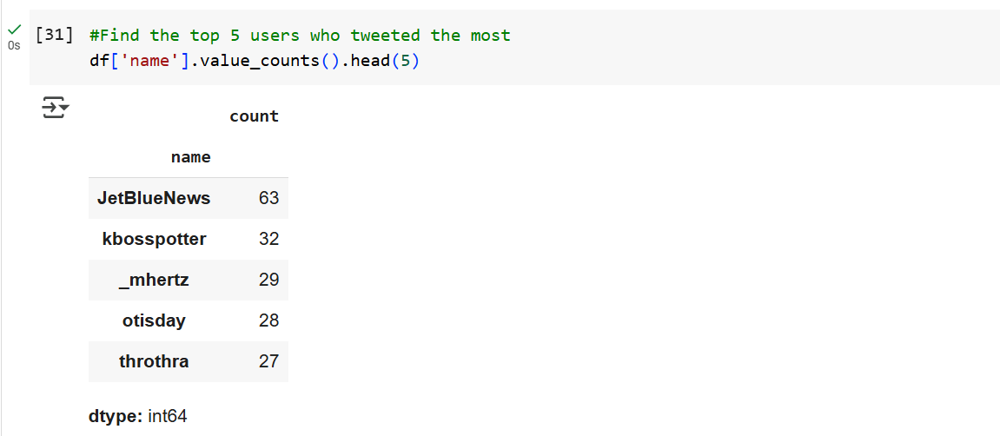 [31] #Find the top 5 users who tweeted the most
0s df['name'].value_counts().head(5)
count
name
JetBlueNews 63
kbosspotter 32
_mhertz 29
otisday 28
throthra 27
dtype: int64